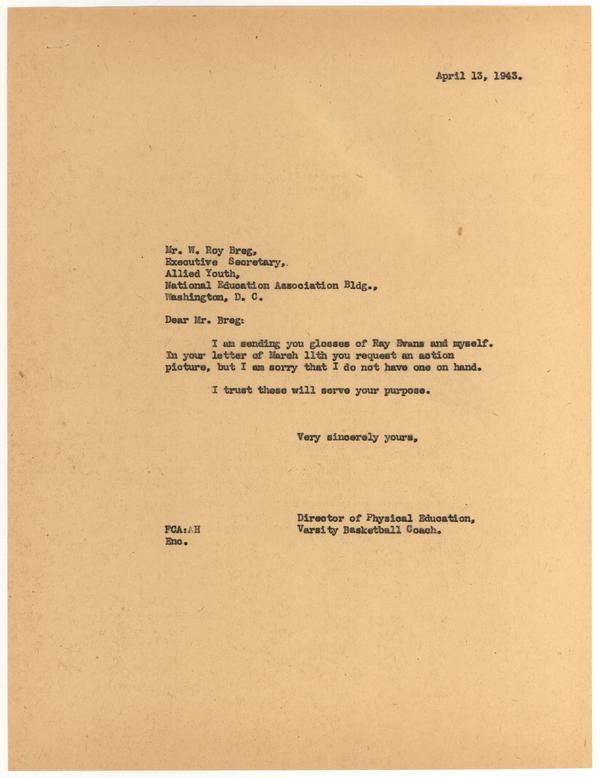 April 13, 1943.
Mr. W. Roy Breg,
Executive Secretary,
Allied Youth,
National Education Association Bldg.,
Washington, D. C.
Dear Mr. Breg:
I am sending you glosses of Ray Evans and myself.
In your letter of March 11th you request an action
picture, but I am sorry that I do not have one on hand.
I trust these will serve your purpose.
Very sincerely yours,
Director of Physical Education,
FCA:AH Varsity Basketball Coach.
Enc.